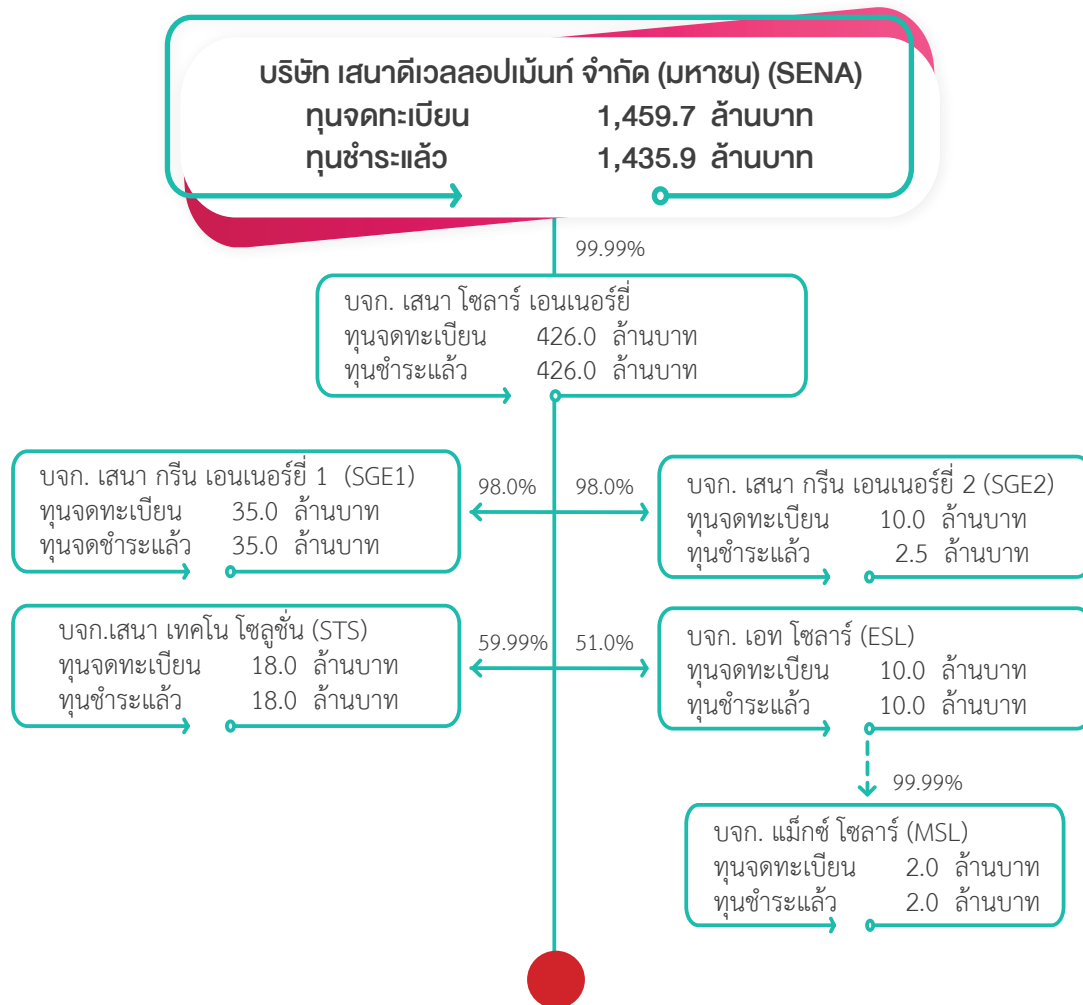 บริษัท เสนาดีเวลลอปเม้นท์ จำกัด (มหาชน) (SENA)
ทุนจดทะเบียน 1,459.7 ล้านบาท
ทุนชำระแล้ว 1,435.9 ล้านบาท
99.99%
บจก. เสนา โซลาร์ เอนเนอร์ยี่
ทุนจดทะเบียน 426.0 ล้านบาท
ทุนชำระแล้ว 426.0 ล้านบาท
บจก. เสนา กรีน เอนเนอร์ยี่ 1 (SGE1)
ทุนจดทะเบียน 35.0 ล้านบาท
ทุนจดชำระแล้ว 35.0 ล้านบาท
98.0% 98.0%
บจก. เสนา กรีน เอนเนอร์ยี่ 2 (SGE2)
ทุนจดทะเบียน 10.0 ล้านบาท
ทุนชำระแล้ว 2.5 ล้านบาท
บจก.เสนา เทคโน โซลูชั่น (STS)
ทุนจดทะเบียน 18.0 ล้านบาท
ทุนชำระแล้ว 18.0 ล้านบาท
59.99% 51.0%
บจก. เอท โซลาร์ (ESL)
ทุนจดทะเบียน 10.0 ล้านบาท
ทุนชำระแล้ว 10.0 ล้านบาท
99.99%
บจก. แม็กซ์ โซลาร์ (MSL)
ทุนจดทะเบียน 2.0 ล้านบาท
ทุนชำระแล้ว 2.0 ล้านบาท